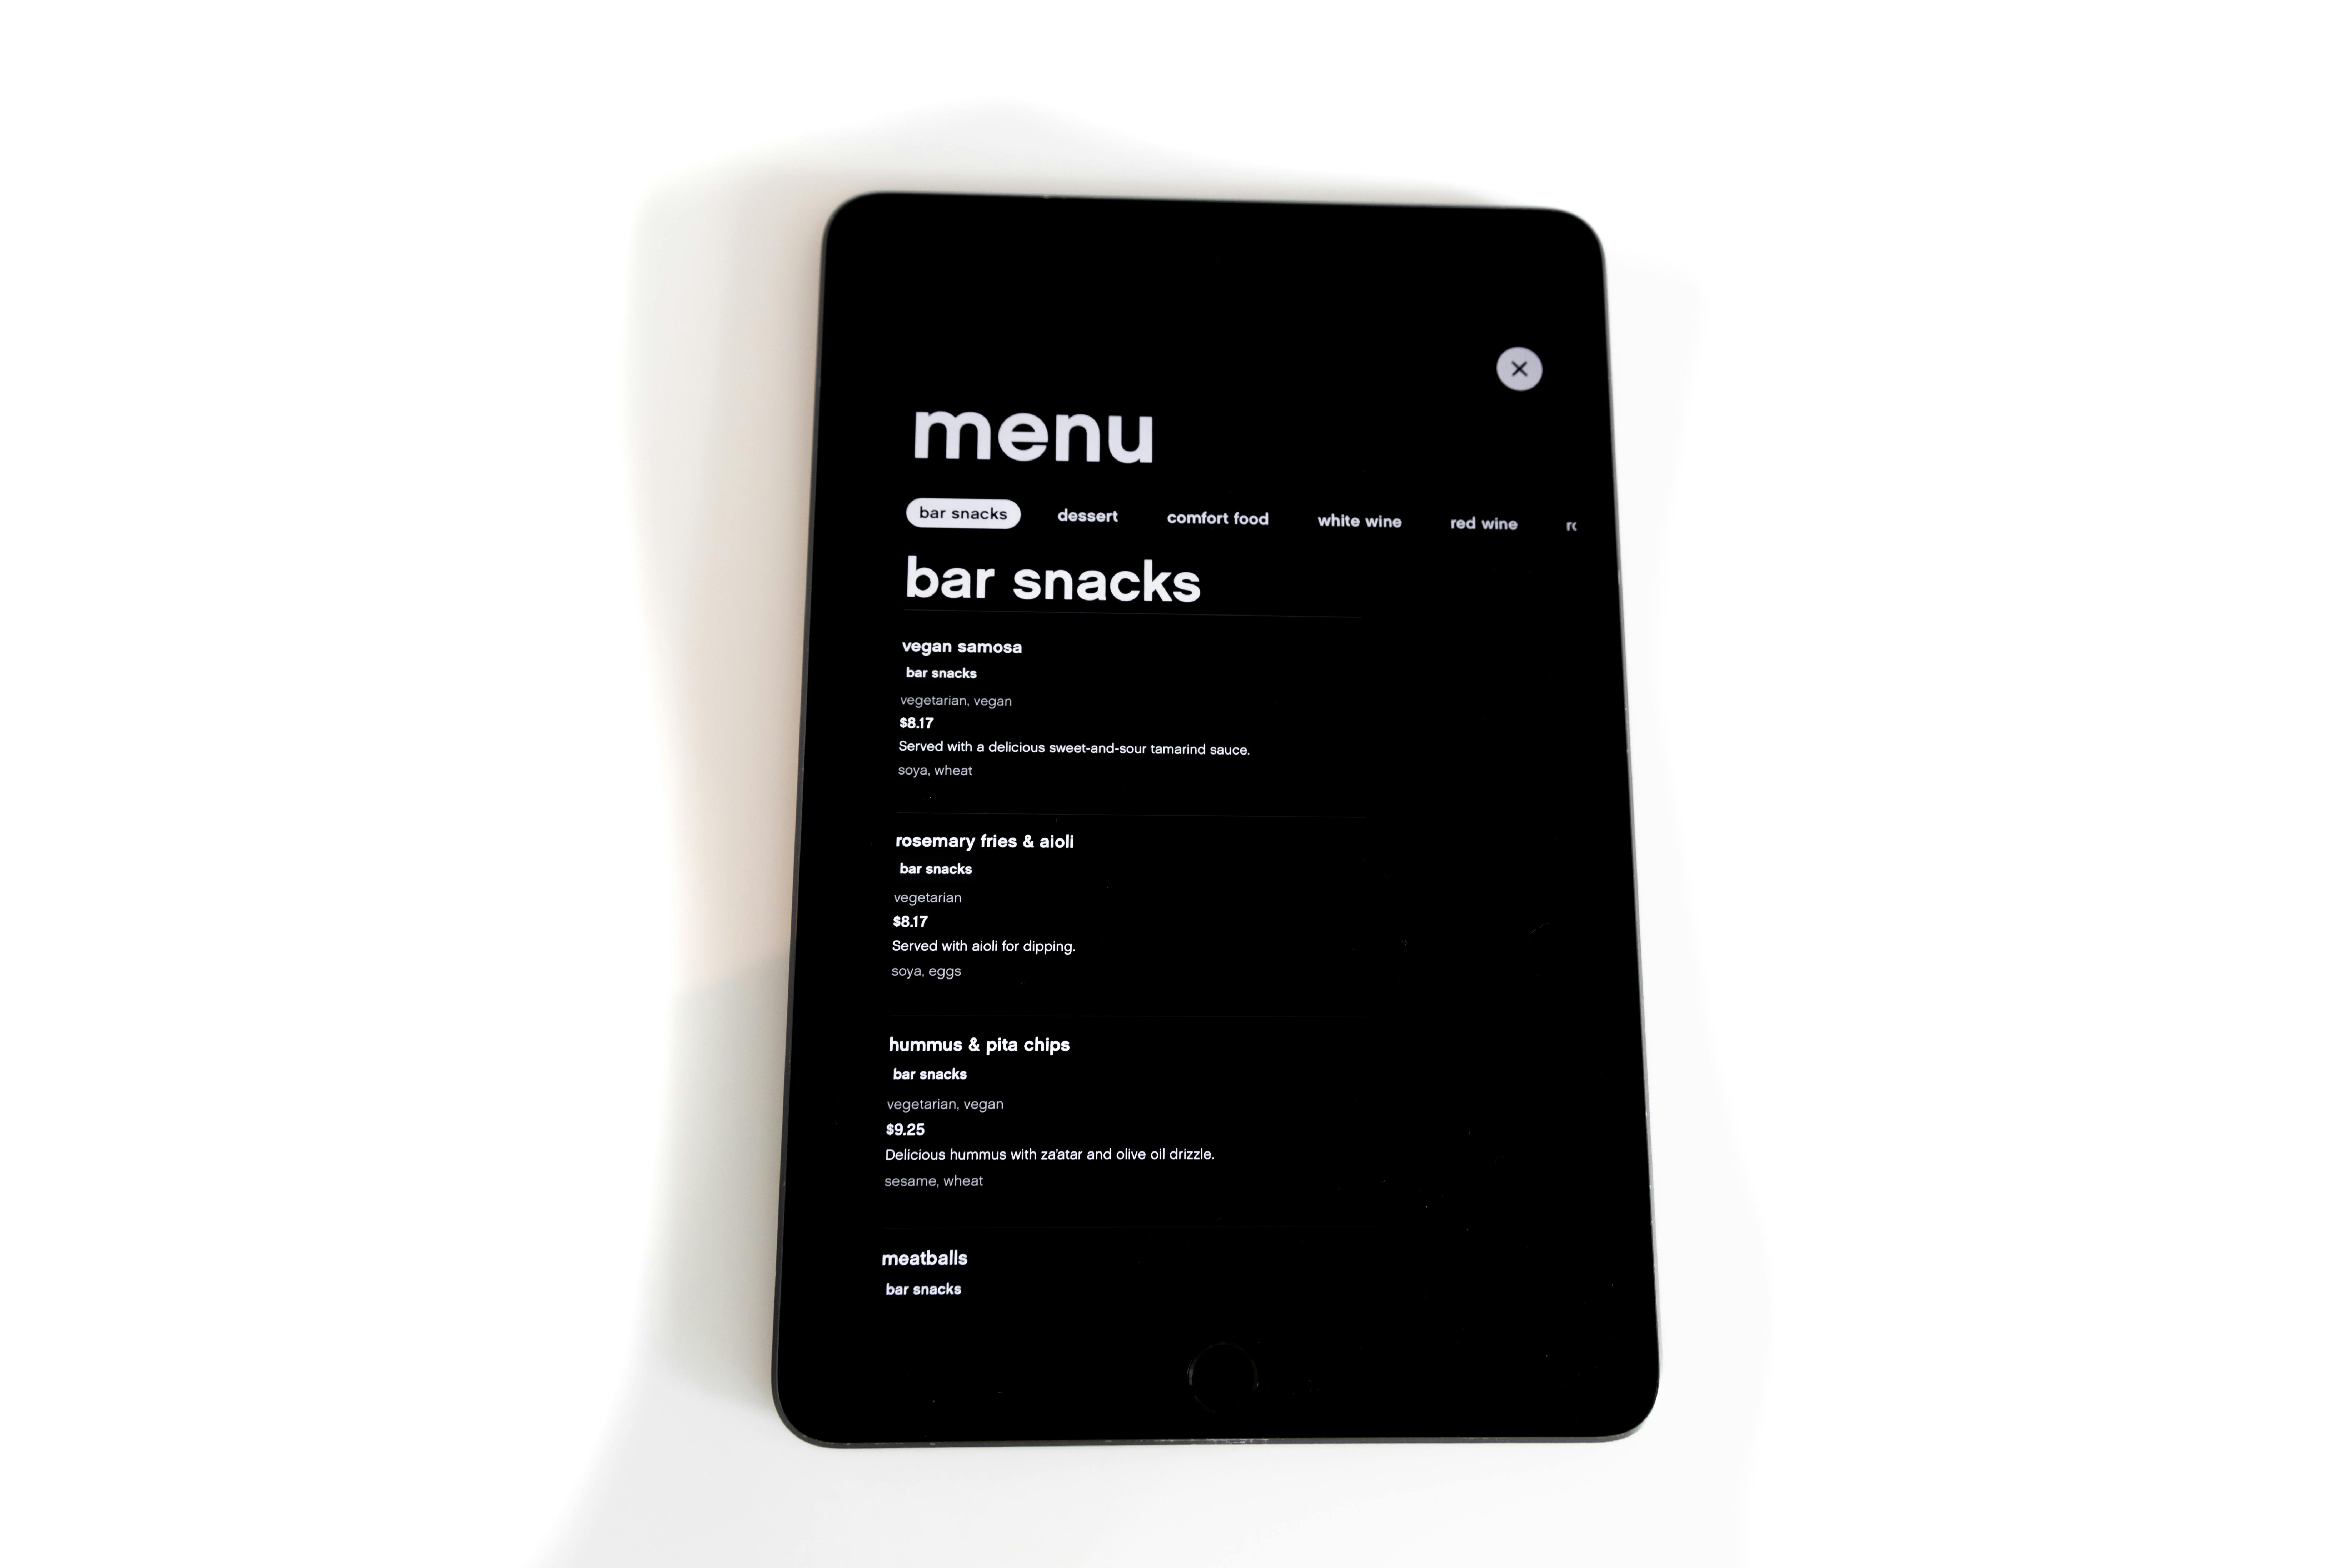 menu
bar snacks dessert comfort food white wine red wine
bar snacks
vegan samosa
bar snacks
vegetarian, vegan
$8.17
Served with a delicious sweet-and-sour tamarind sauce.
soya, wheat
rosemary fries & aioli
bar snacks
vegetarian
$8.17
Served with aioli for dipping.
soya, eggs
hummus & pita chips
bar snacks
vegetarian, vegan
$9.25
Delicious hummus with za'atar and olive oil drizzle.
sesame, wheat
meatballs
bar snacks